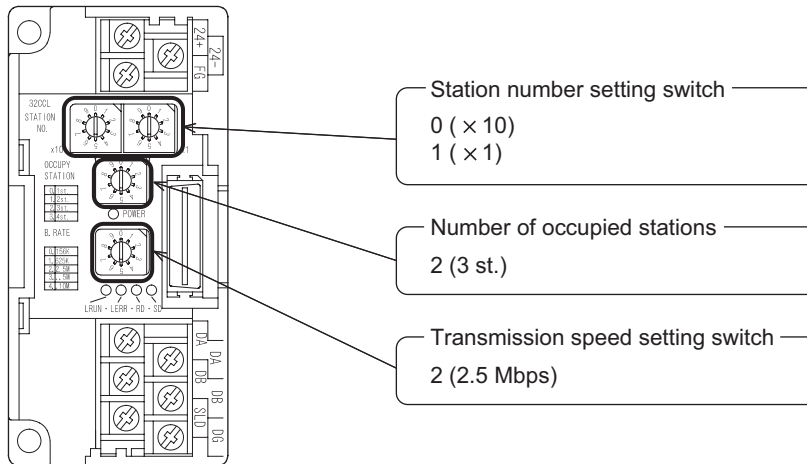 24+
24-
FG
32CCL
STATION
NO.
x10
OCCUPY
STATION
0.1st.
1.2st.
2.3st.
3.4st.
POWER
B. RATE
0.156K
1.625K
2.2.5M
4.10M
LRUN · LERR · RD · SD
DA
DA
DB
DB
SLD
DG
Station number setting switch
0 ( × 10)
1 ( × 1)
Number of occupied stations
2 (3 st.)
Transmission speed setting switch
2 (2.5 Mbps)